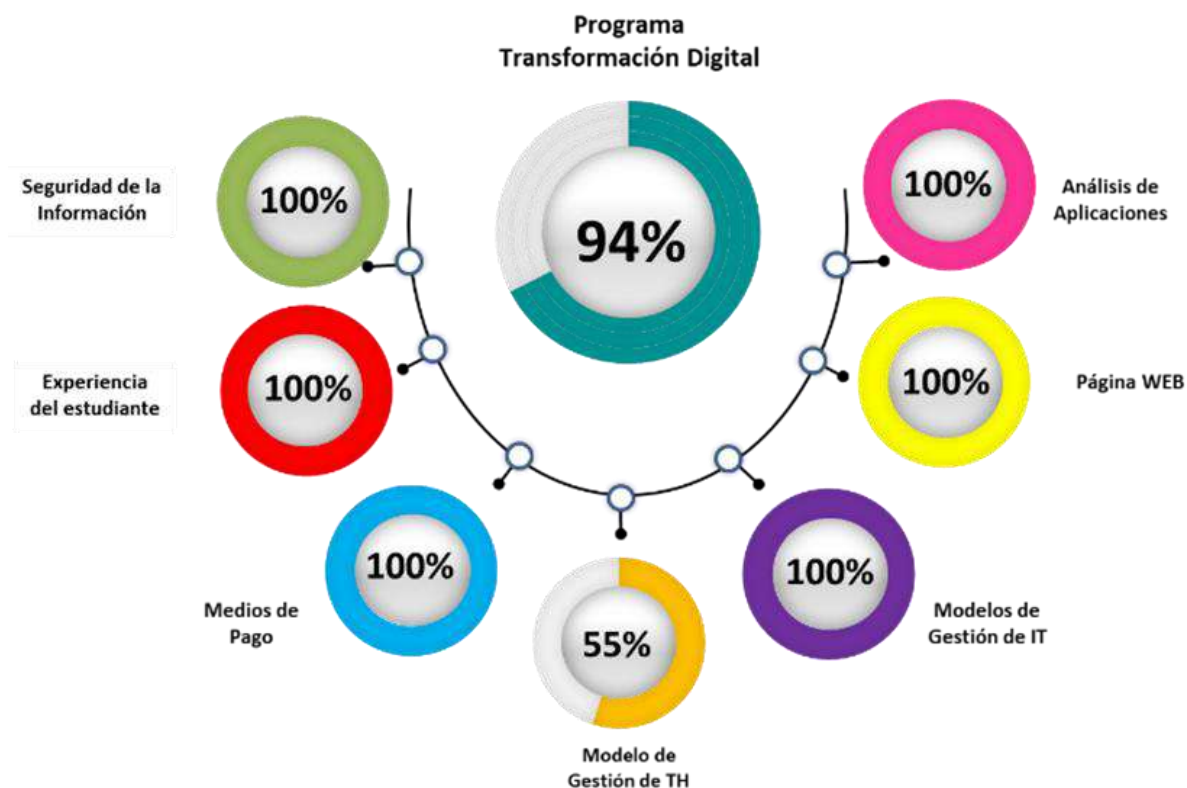 Programa
Transformación Digital
94%
Seguridad de la
Información
100%
Experiencia
del estudiante
100%
Medios de
Pago
100%
55%
Modelo de
Gestión de TH
100%
Modelos de
Gestión de IT
100%
Página WEB
100%
Análisis de
Aplicaciones